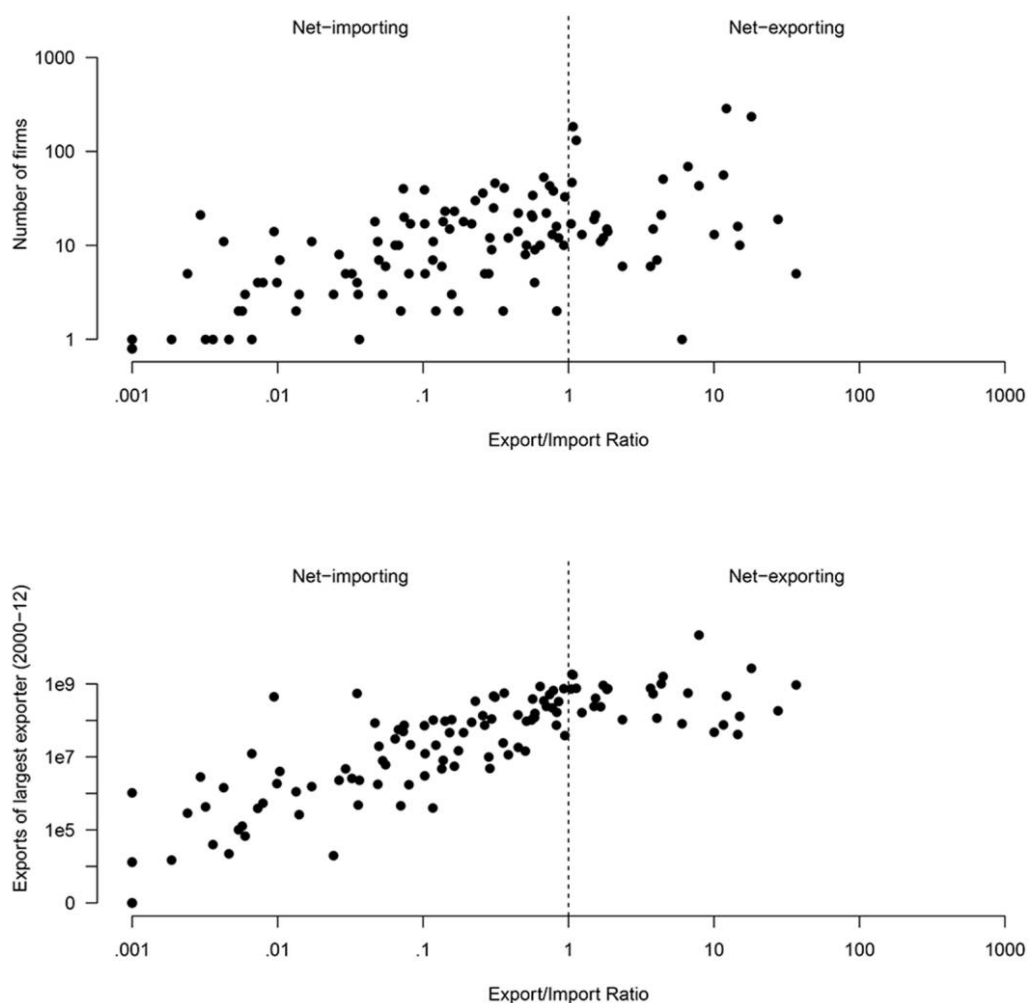 Net−importing Net−exporting
1000
100
10
1
Number of firms
.001 .01 .1 1 10 100 1000
Export/Import Ratio
Net−importing Net−exporting
1e9
1e7
1e5
0
Exports of largest exporter (2000−12)
.001 .01 .1 1 10 100 1000
Export/Import Ratio